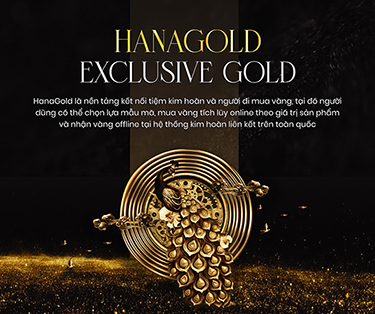 HANAGOLD
EXCLUSIVE GOLD
HanaGold là nền tảng kết nối tiệm kim hoàn và người đi mua vàng, tại đó người
dùng có thể chọn lựa mẫu mã, mua vàng tích lũy online theo giá trị sản phẩm
và nhận vàng offline tại hệ thống kim hoàn liên kết trên toàn quốc